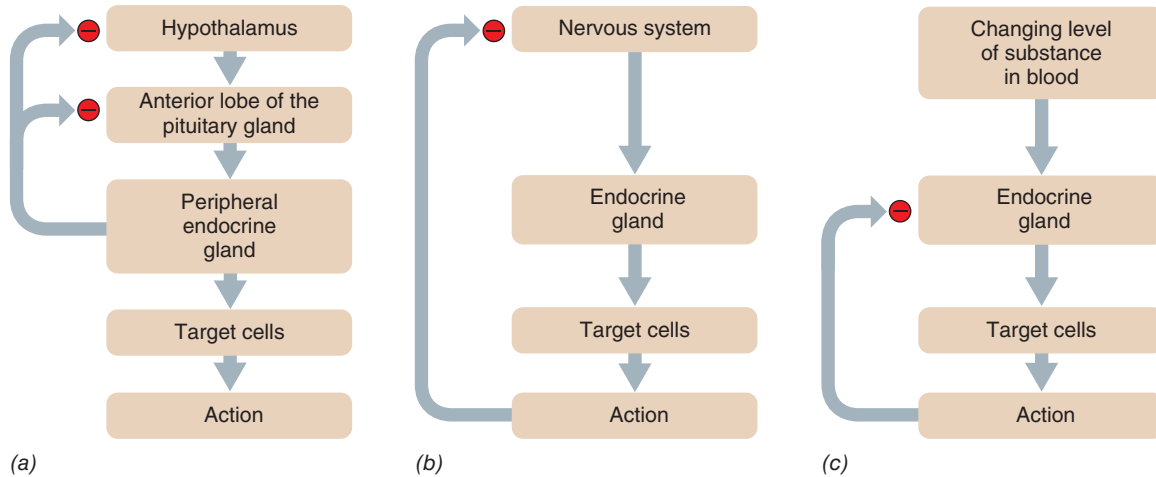 Hypothalamus
Anterior lobe of the
pituitary gland
Peripheral
endocrine
gland
Target cells
Action
(a)
Nervous system
Endocrine
gland
Target cells
Action
(b)
Changing level
of substance
in blood
Endocrine
gland
Target cells
Action
(c)